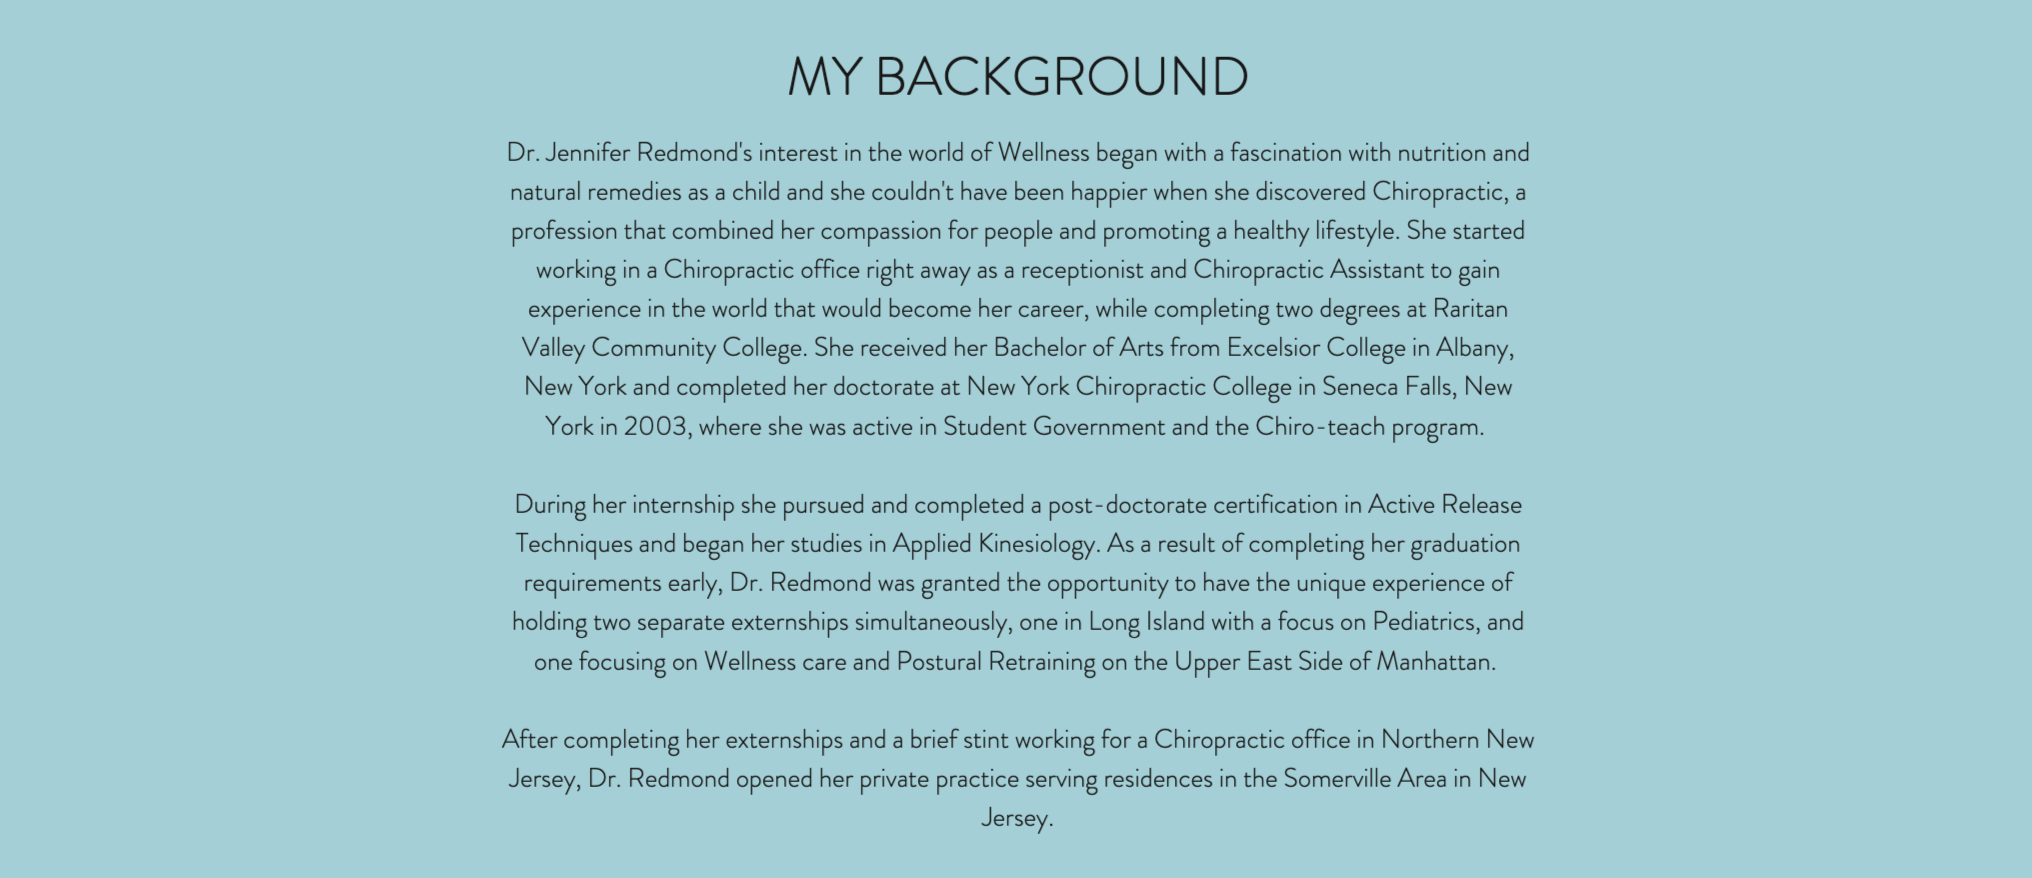 MY BACKGROUND
Dr. Jennifer Redmond's interest in the world of Wellness began with a fascination with nutrition and
natural remedies as a child and she couldn't have been happier when she discovered Chiropractic, a
profession that combined her compassion for people and promoting a healthy lifestyle. She started
working in a Chiropractic office right away as a receptionist and Chiropractic Assistant to gain
experience in the world that would become her career, while completing two degrees at Raritan
Valley Community College. She received her Bachelor of Arts from Excelsior College in Albany,
New York and completed her doctorate at New York Chiropractic College in Seneca Falls, New
York in 2003, where she was active in Student Government and the Chiro-teach program.
During her internship she pursued and completed a post-doctorate certification in Active Release
Techniques and began her studies in Applied Kinesiology. As a result of completing her graduation
requirements early, Dr. Redmond was granted the opportunity to have the unique experience of
holding two separate externships simultaneously, one in Long Island with a focus on Pediatrics, and
one focusing on Wellness care and Postural Retraining on the Upper East Side of Manhattan.
After completing her externships and a brief stint working for a Chiropractic office in Northern New
Jersey, Dr. Redmond opened her private practice serving residences in the Somerville Area in New
Jersey.